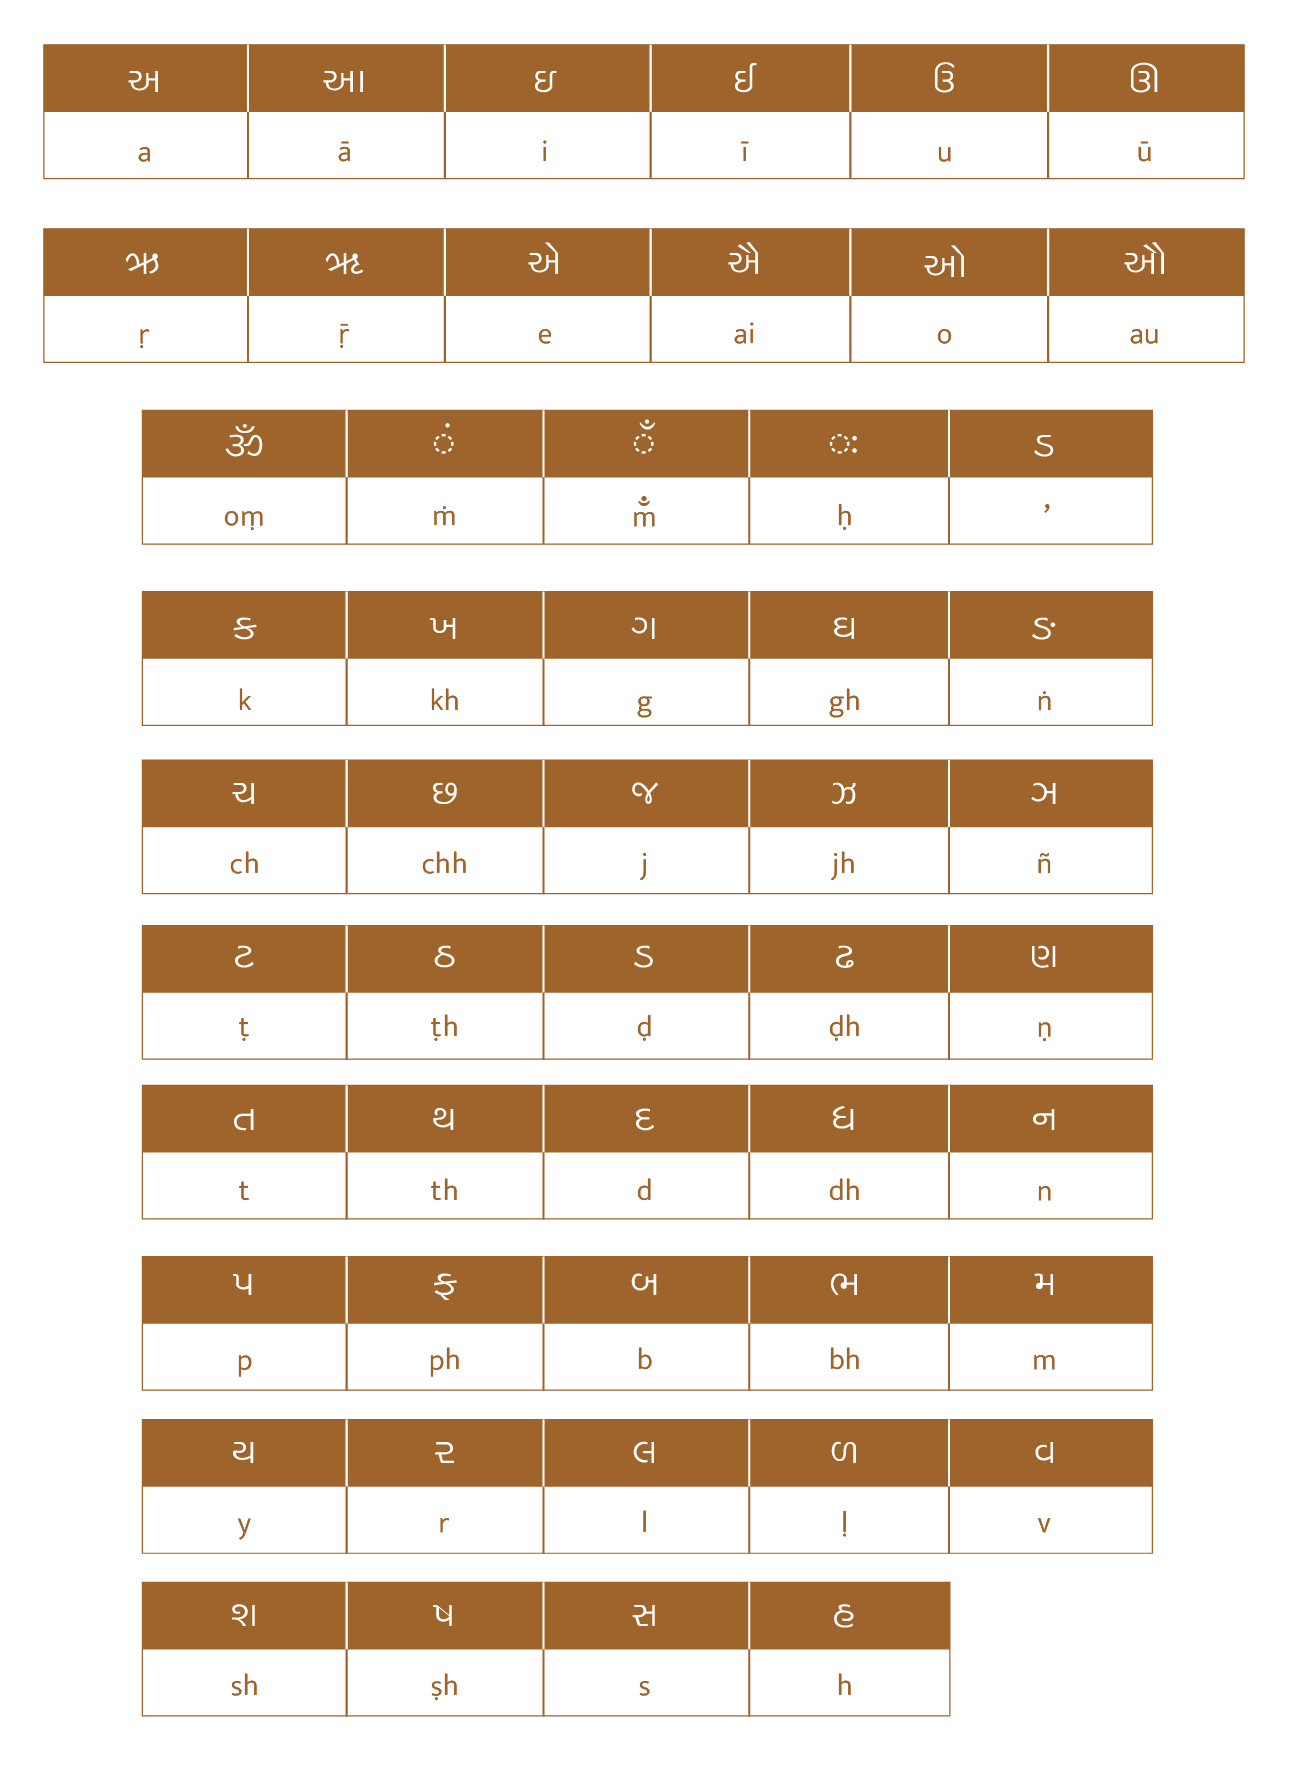 અ આ ઇ ઈ ઉ ઊ
a ā i ī u ū
ઋ ૠ એ ઐ ઓ ઔ
ṛ ṝ e ai o au
ૐ ં ઁ ઃ ઽ
oṃ ṁ m̐ ḥ ’
ક ખ ગ ઘ ઙ
k kh g gh ṅ
ચ છ જ ઝ ઞ
ch chh j jh ñ
ટ ઠ ડ ઢ ણ
ṭ ṭh ḍ ḍh ṇ
ત થ દ ધ ન
t th d dh n
પ ફ બ ભ મ
p ph b bh m
ય ર લ ળ વ
y r l ḷ v
શ ષ સ હ
sh ṣh s h